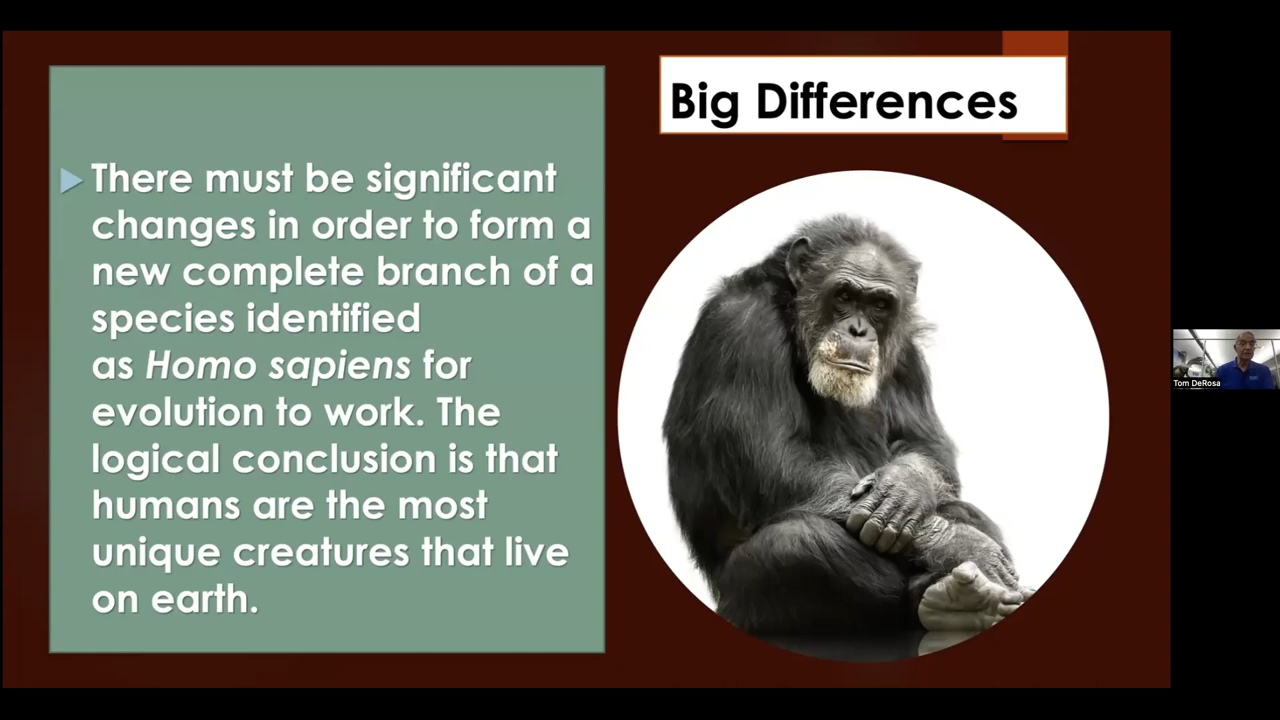 Big Differences
There must be significant
changes in order to form a
new complete branch of a
species identified
as Homo sapiens for
evolution to work. The
logical conclusion is that
humans are the most
unique creatures that live
on earth.
Tom DeRosa